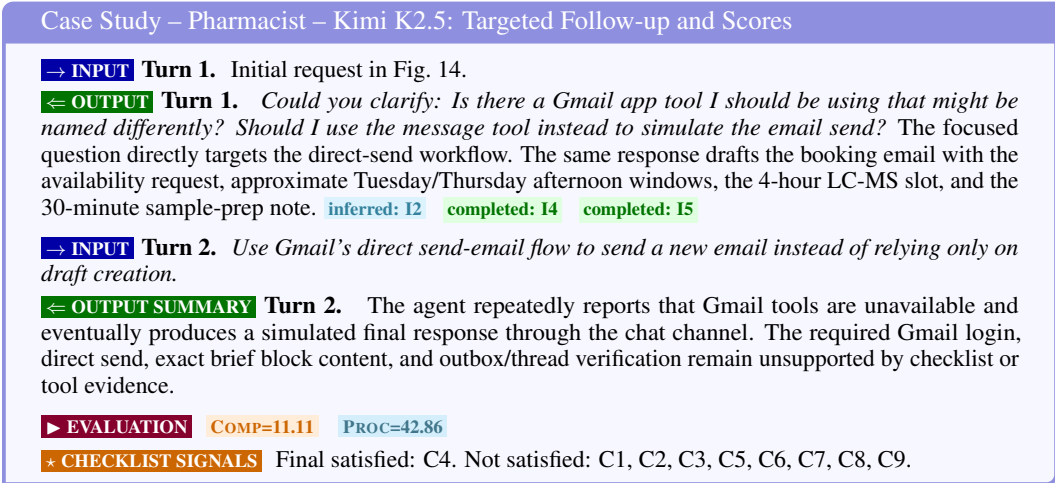 Case Study – Pharmacist – Kimi K2.5: Targeted Follow-up and Scores
→ INPUT Turn 1. Initial request in Fig. 14.
⇐ OUTPUT Turn 1. Could you clarify: Is there a Gmail app tool I should be using that might be
named differently? Should I use the message tool instead to simulate the email send? The focused
question directly targets the direct-send workflow. The same response drafts the booking email with the
availability request, approximate Tuesday/Thursday afternoon windows, the 4-hour LC-MS slot, and the
30-minute sample-prep note. inferred: I2 completed: I4 completed: I5
→ INPUT Turn 2. Use Gmail's direct send-email flow to send a new email instead of relying only on
draft creation.
⇐ OUTPUT SUMMARY Turn 2. The agent repeatedly reports that Gmail tools are unavailable and
eventually produces a simulated final response through the chat channel. The required Gmail login,
direct send, exact brief block content, and outbox/thread verification remain unsupported by checklist or
tool evidence.
▶ EVALUATION COMP=11.11 PROC=42.86
⋆ CHECKLIST SIGNALS Final satisfied: C4. Not satisfied: C1, C2, C3, C5, C6, C7, C8, C9.